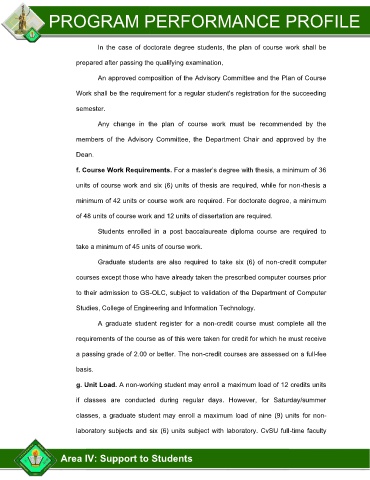 PROGRAM PERFORMANCE PROFILE
In the case of doctorate degree students, the plan of course work shall be
prepared after passing the qualifying examination.
An approved composition of the Advisory Committee and the Plan of Course
Work shall be the requirement for a regular student's registration for the succeeding
semester.
Any change in the plan of course work must be recommended by the
members of the Advisory Committee, the Department Chair and approved by the
Dean
f. Course Work Requirements. For a master's degree with thesis, a minimum of 36
units of course work and six (6) units of thesis are required, while for non-thesis a
minimum of 42 units or course work are required. For doctorate degree, a minimum
of 48 units of course work and 12 units of dissertation are required.
Students enrolled in a post baccalaureate diploma course are required to
take a minimum of 45 units of course work.
Graduate students are also required to take six (6) of non-credit computer
courses except those who have already taken the prescribed computer courses prior
to their admission to GS-OLC, subject to validation of the Department of Computer
Studies, College of Engineering and Information Technology.
A graduate student register for a non-credit course must complete all the
requirements of the course as of this were taken for credit for which he must receive
a passing grade of 2.00 or better. The non-credit courses are assessed on a full-fee
basis.
g. Unit Load. A non-working student may enroll a maximum load of 12 credits units
if classes are conducted during regular days. However, for Saturday/summer
classes, a graduate student may enroll a maximum load of nine (9) units for non-
laboratory subjects and six (6) units subject with laboratory. CvSU full-time faculty
Area IV: Support to Students